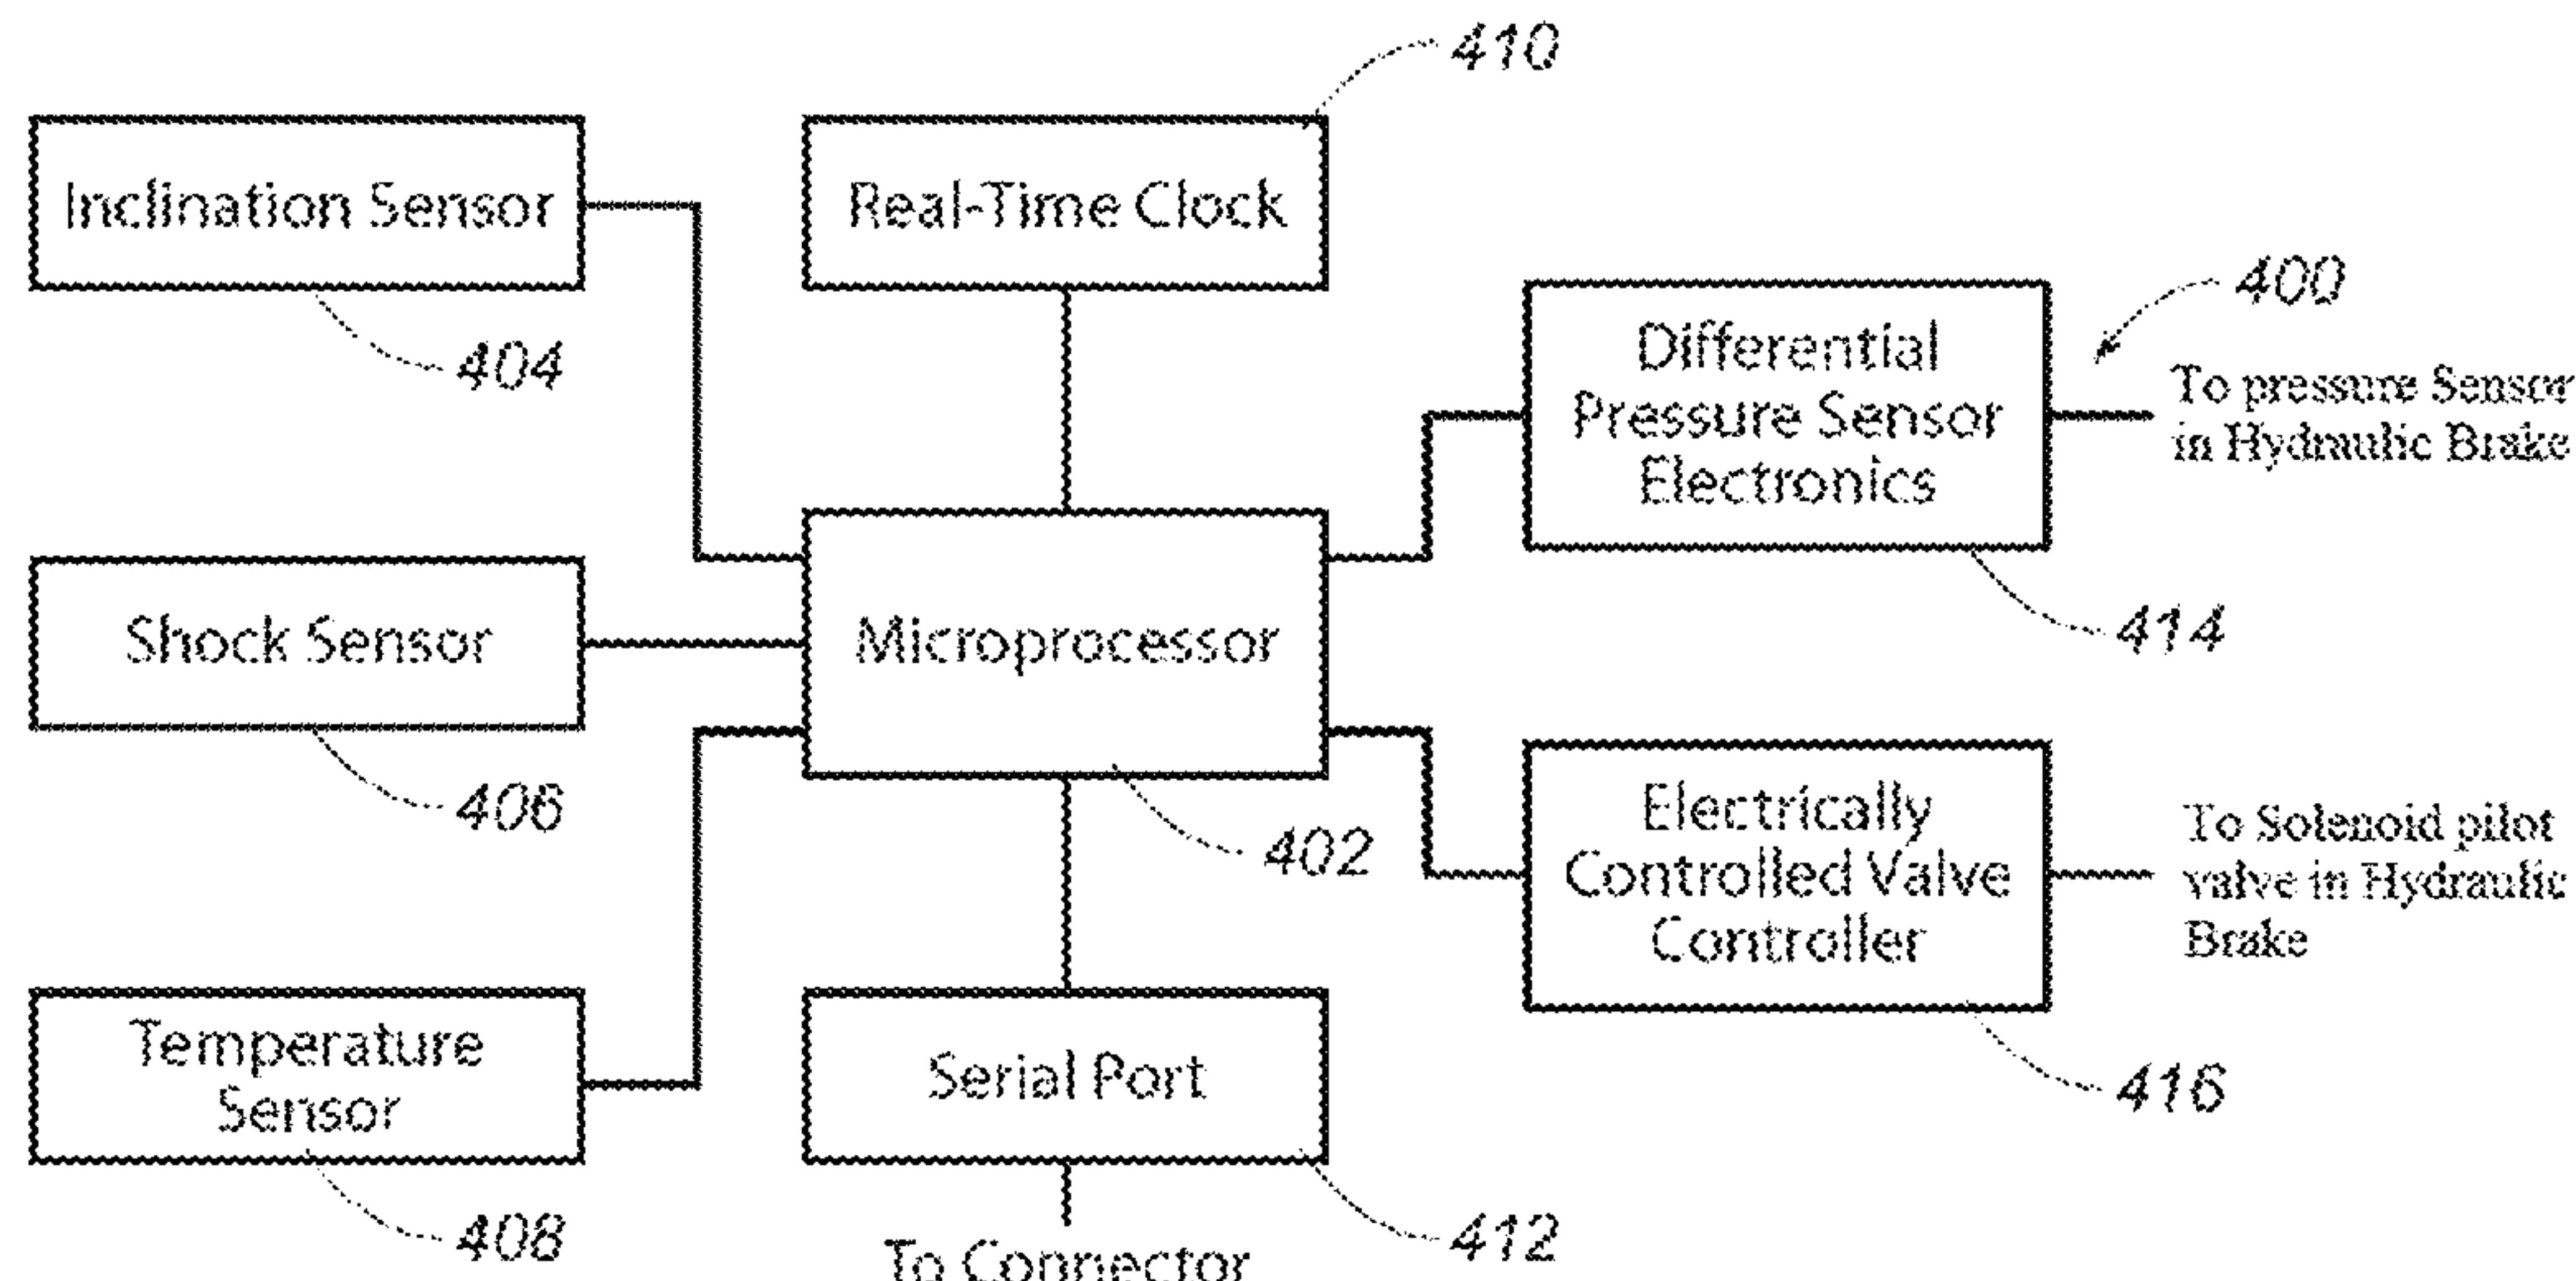 410
Inclination Sensor
Real-Time Clock
400
404
Differential
Pressure Sensor
Electronics
To pressure Sensor
in Hydraulic Brake
Shock Sensor
Microprocessor
414
406
402
Electrically
Controlled Valve
Controller
To Solenoid pilot
valve in Hydraulic
Brake
Temperature
Sensor
Serial Port
416
408
412
To Connector